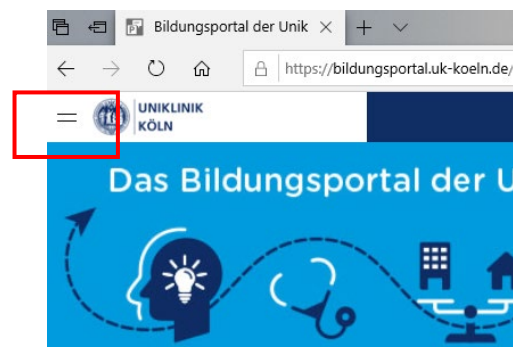 Bildungsportal der Unik
https://bildungsportal.uk-koeln.de/
UNIKLINIK
KÖLN
Das Bildungsportal der U